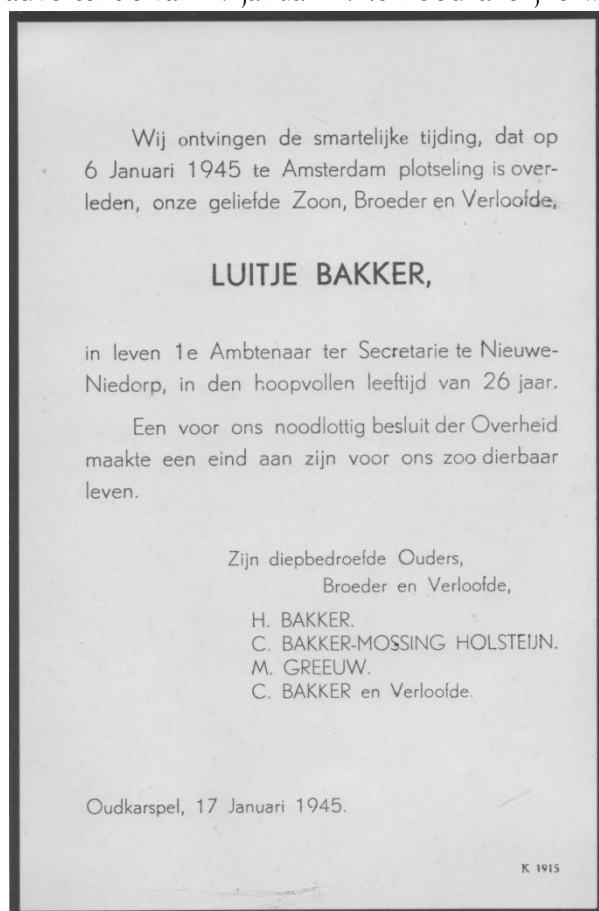 Wij ontvingen de smartelijke tijding, dat op
6 Januari 1945 te Amsterdam plotseling is over-
leden, onze geliefde Zoon, Broeder en Verloofde,
LUITJE BAKKER,
in leven 1e Ambtenaar ter Secretarie te Nieuwe-
Niedorp, in den hoopvollen leeftijd van 26 jaar.
Een voor ons noodlottig besluit der Overheid
maakte een eind aan zijn voor ons zoo dierbaar
leven.
Zijn diepbedroefde Ouders,
Broeder en Verloofde,
H. BAKKER.
C. BAKKER-MOSSING HOLSTEIJN.
M. GREEUW.
C. BAKKER en Verloofde.
Oudkarspel, 17 Januari 1945.
K 1915